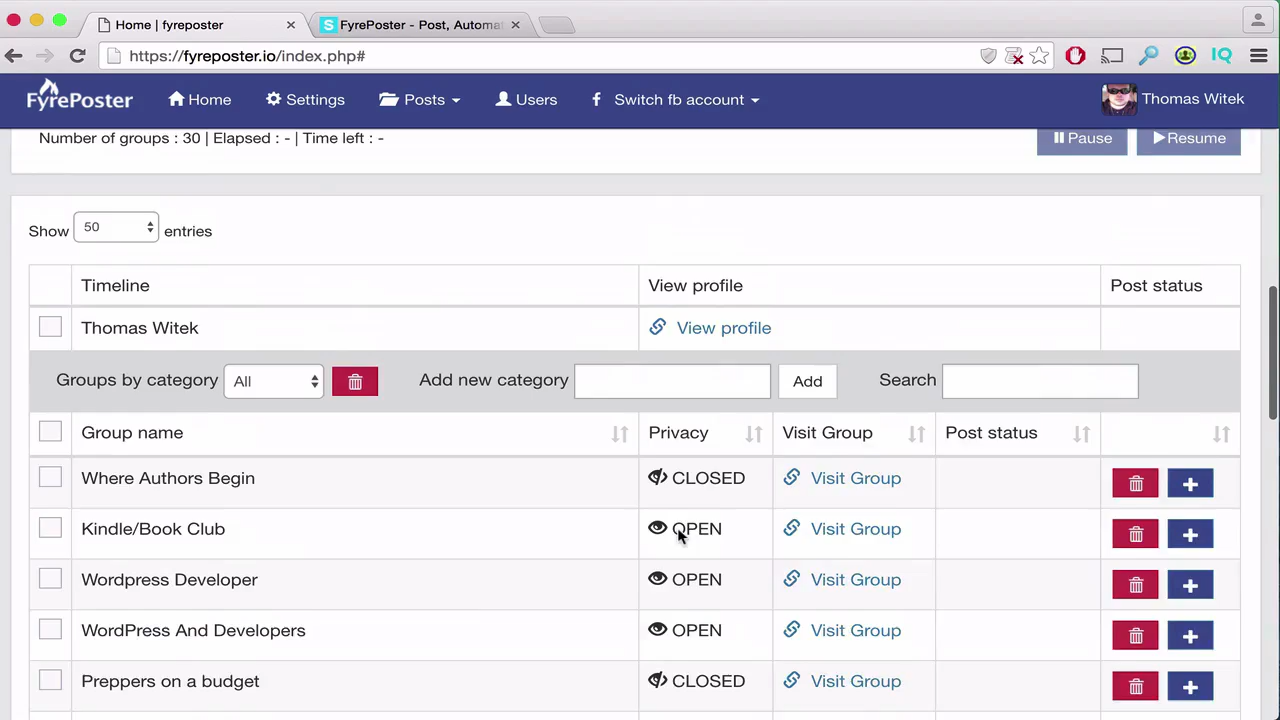 Home | fyreposter
FyrePoster - Post, Automa
https://fyreposter.io/index.php#
FyrePoster Home Settings Posts Users Switch fb account Thomas Witek
Number of groups : 30 | Elapsed : - | Time left : - Pause Resume
Show 50 entries
Timeline View profile Post status
Thomas Witek View profile
Groups by category All Add new category Add Search
Group name Privacy Visit Group Post status
Where Authors Begin CLOSED Visit Group
Kindle/Book Club OPEN Visit Group
Wordpress Developer OPEN Visit Group
WordPress And Developers OPEN Visit Group
Preppers on a budget CLOSED Visit Group